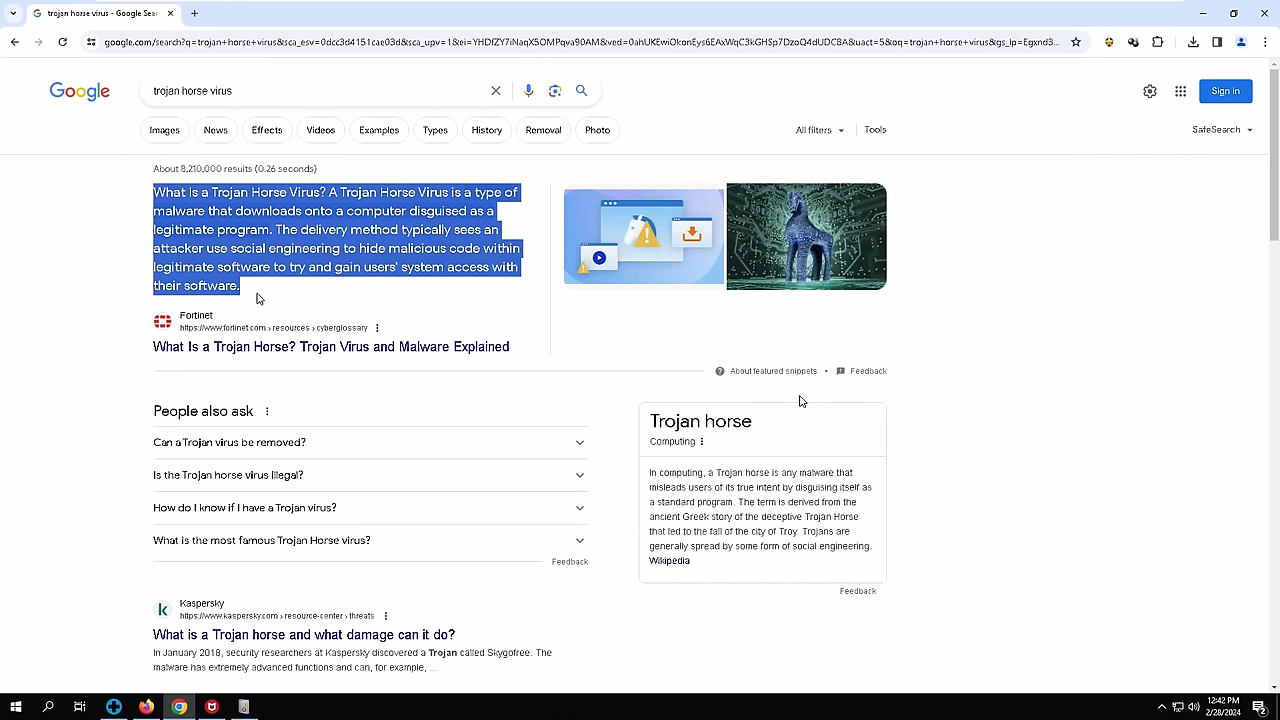 trojan horse virus - Google Sea
google.com/search?q=trojan+horse+virus&sca_esv=0dcc3d4151cae03d&sca_upv=1&ei=YHDfZY7iNaqX5OMPqva90AM&ved=0ahUKEwiOkonEys6EAxWqC3kGHSp7DzoQ4dUDCBA&uact=5&oq=trojan+horse+virus&gs_lp=Egxnd3...
Google
trojan horse virus
Sign in
Images
News
Effects
Videos
Examples
Types
History
Removal
Photo
All filters
Tools
SafeSearch
About 8,210,000 results (0.26 seconds)
What Is a Trojan Horse Virus? A Trojan Horse Virus is a type of
malware that downloads onto a computer disguised as a
legitimate program. The delivery method typically sees an
attacker use social engineering to hide malicious code within
legitimate software to try and gain users' system access with
their software.
Fortinet
https://www.fortinet.com › resources › cyberglossary
What Is a Trojan Horse? Trojan Virus and Malware Explained
About featured snippets • Feedback
People also ask
Can a Trojan virus be removed?
Is the Trojan horse virus illegal?
How do I know if I have a Trojan virus?
What is the most famous Trojan Horse virus?
Feedback
Trojan horse
Computing
In computing, a Trojan horse is any malware that
misleads users of its true intent by disguising itself as
a standard program. The term is derived from the
ancient Greek story of the deceptive Trojan Horse
that led to the fall of the city of Troy. Trojans are
generally spread by some form of social engineering.
Wikipedia
Feedback
Kaspersky
https://www.kaspersky.com › resource-center › threats
What is a Trojan horse and what damage can it do?
In January 2018, security researchers at Kaspersky discovered a Trojan called Skygofree. The
malware has extremely advanced functions and can, for example, ...
12:42 PM
2/28/2024
2